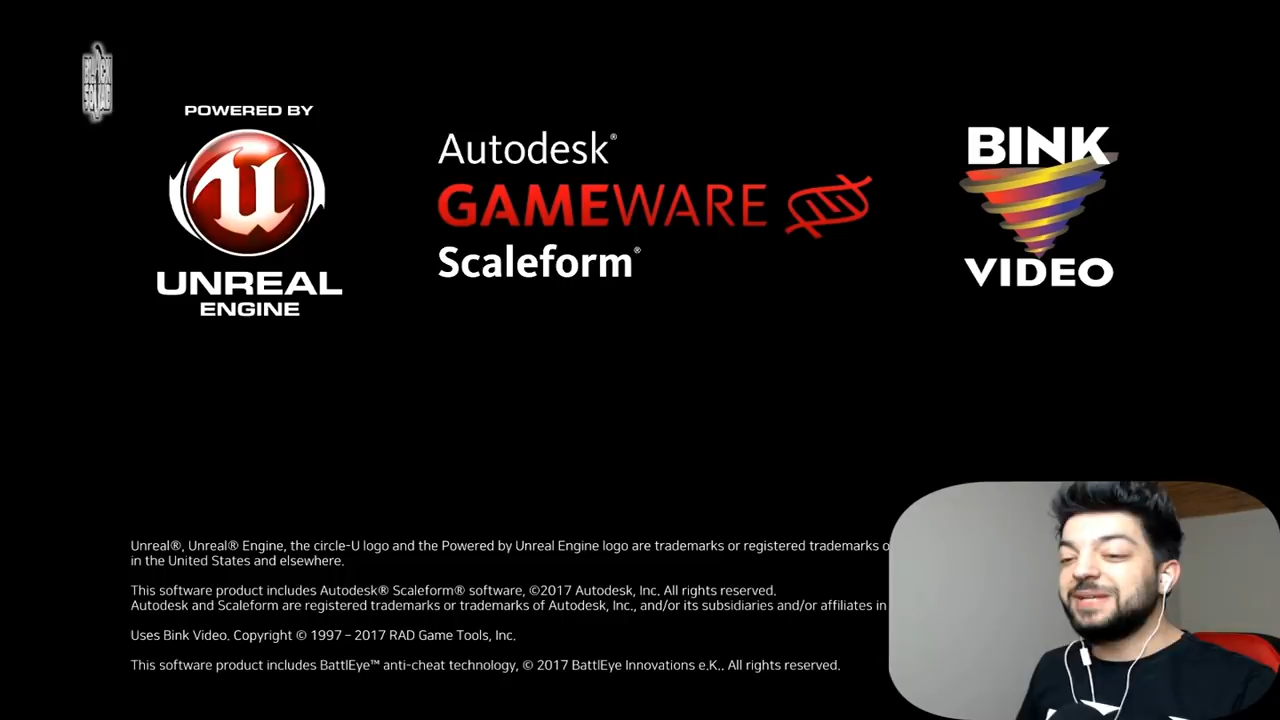 POWERED BY
UNREAL
ENGINE
Autodesk®
GAMEWARE
Scaleform®
BINK
VIDEO
Unreal®, Unreal® Engine, the circle-U logo and the Powered by Unreal Engine logo are trademarks or registered trademarks
in the United States and elsewhere.
This software product includes Autodesk® Scaleform® software, ©2017 Autodesk, Inc. All rights reserved.
Autodesk and Scaleform are registered trademarks or trademarks of Autodesk, Inc., and/or its subsidiaries and/or affiliates in
Uses Bink Video. Copyright © 1997 – 2017 RAD Game Tools, Inc.
This software product includes BattlEye™ anti-cheat technology, © 2017 BattlEye Innovations e.K.. All rights reserved.